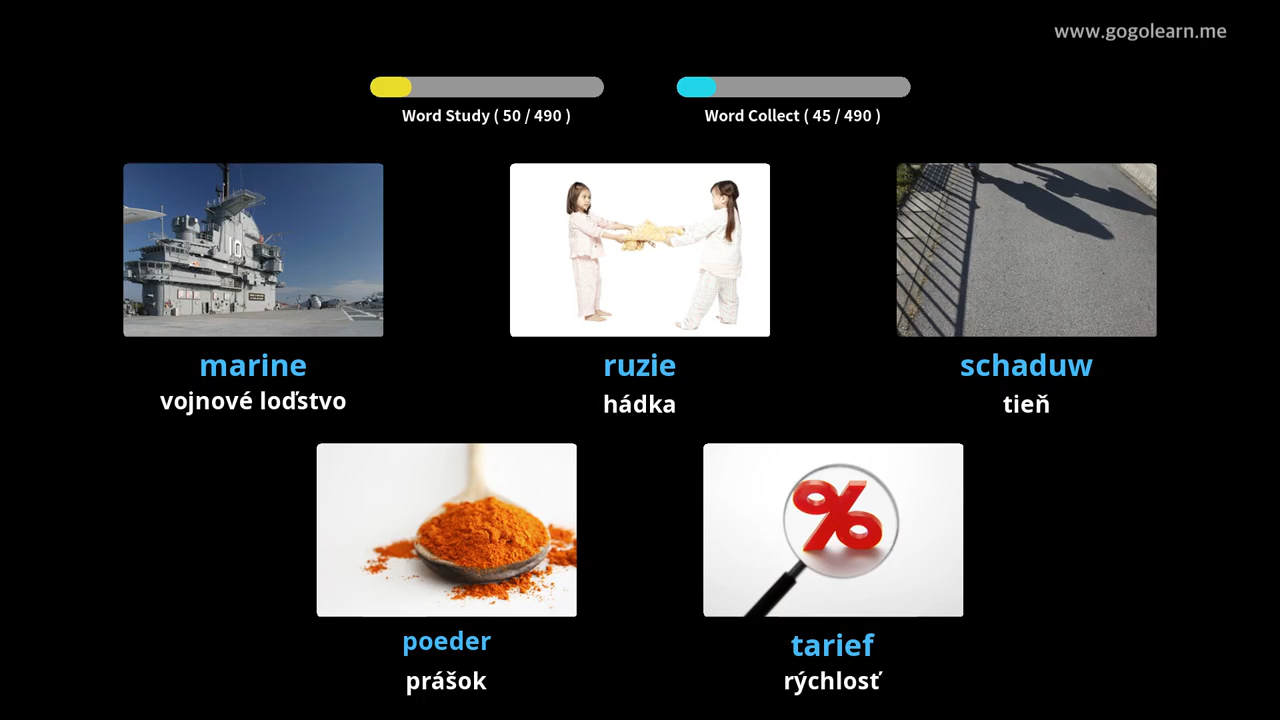 www.gogolearn.me
Word Study ( 50 / 490 )
Word Collect ( 45 / 490 )
10
marine
vojnové loďstvo
ruzie
hádka
schaduw
tieň
%
poeder
prášok
tarief
rýchlosť